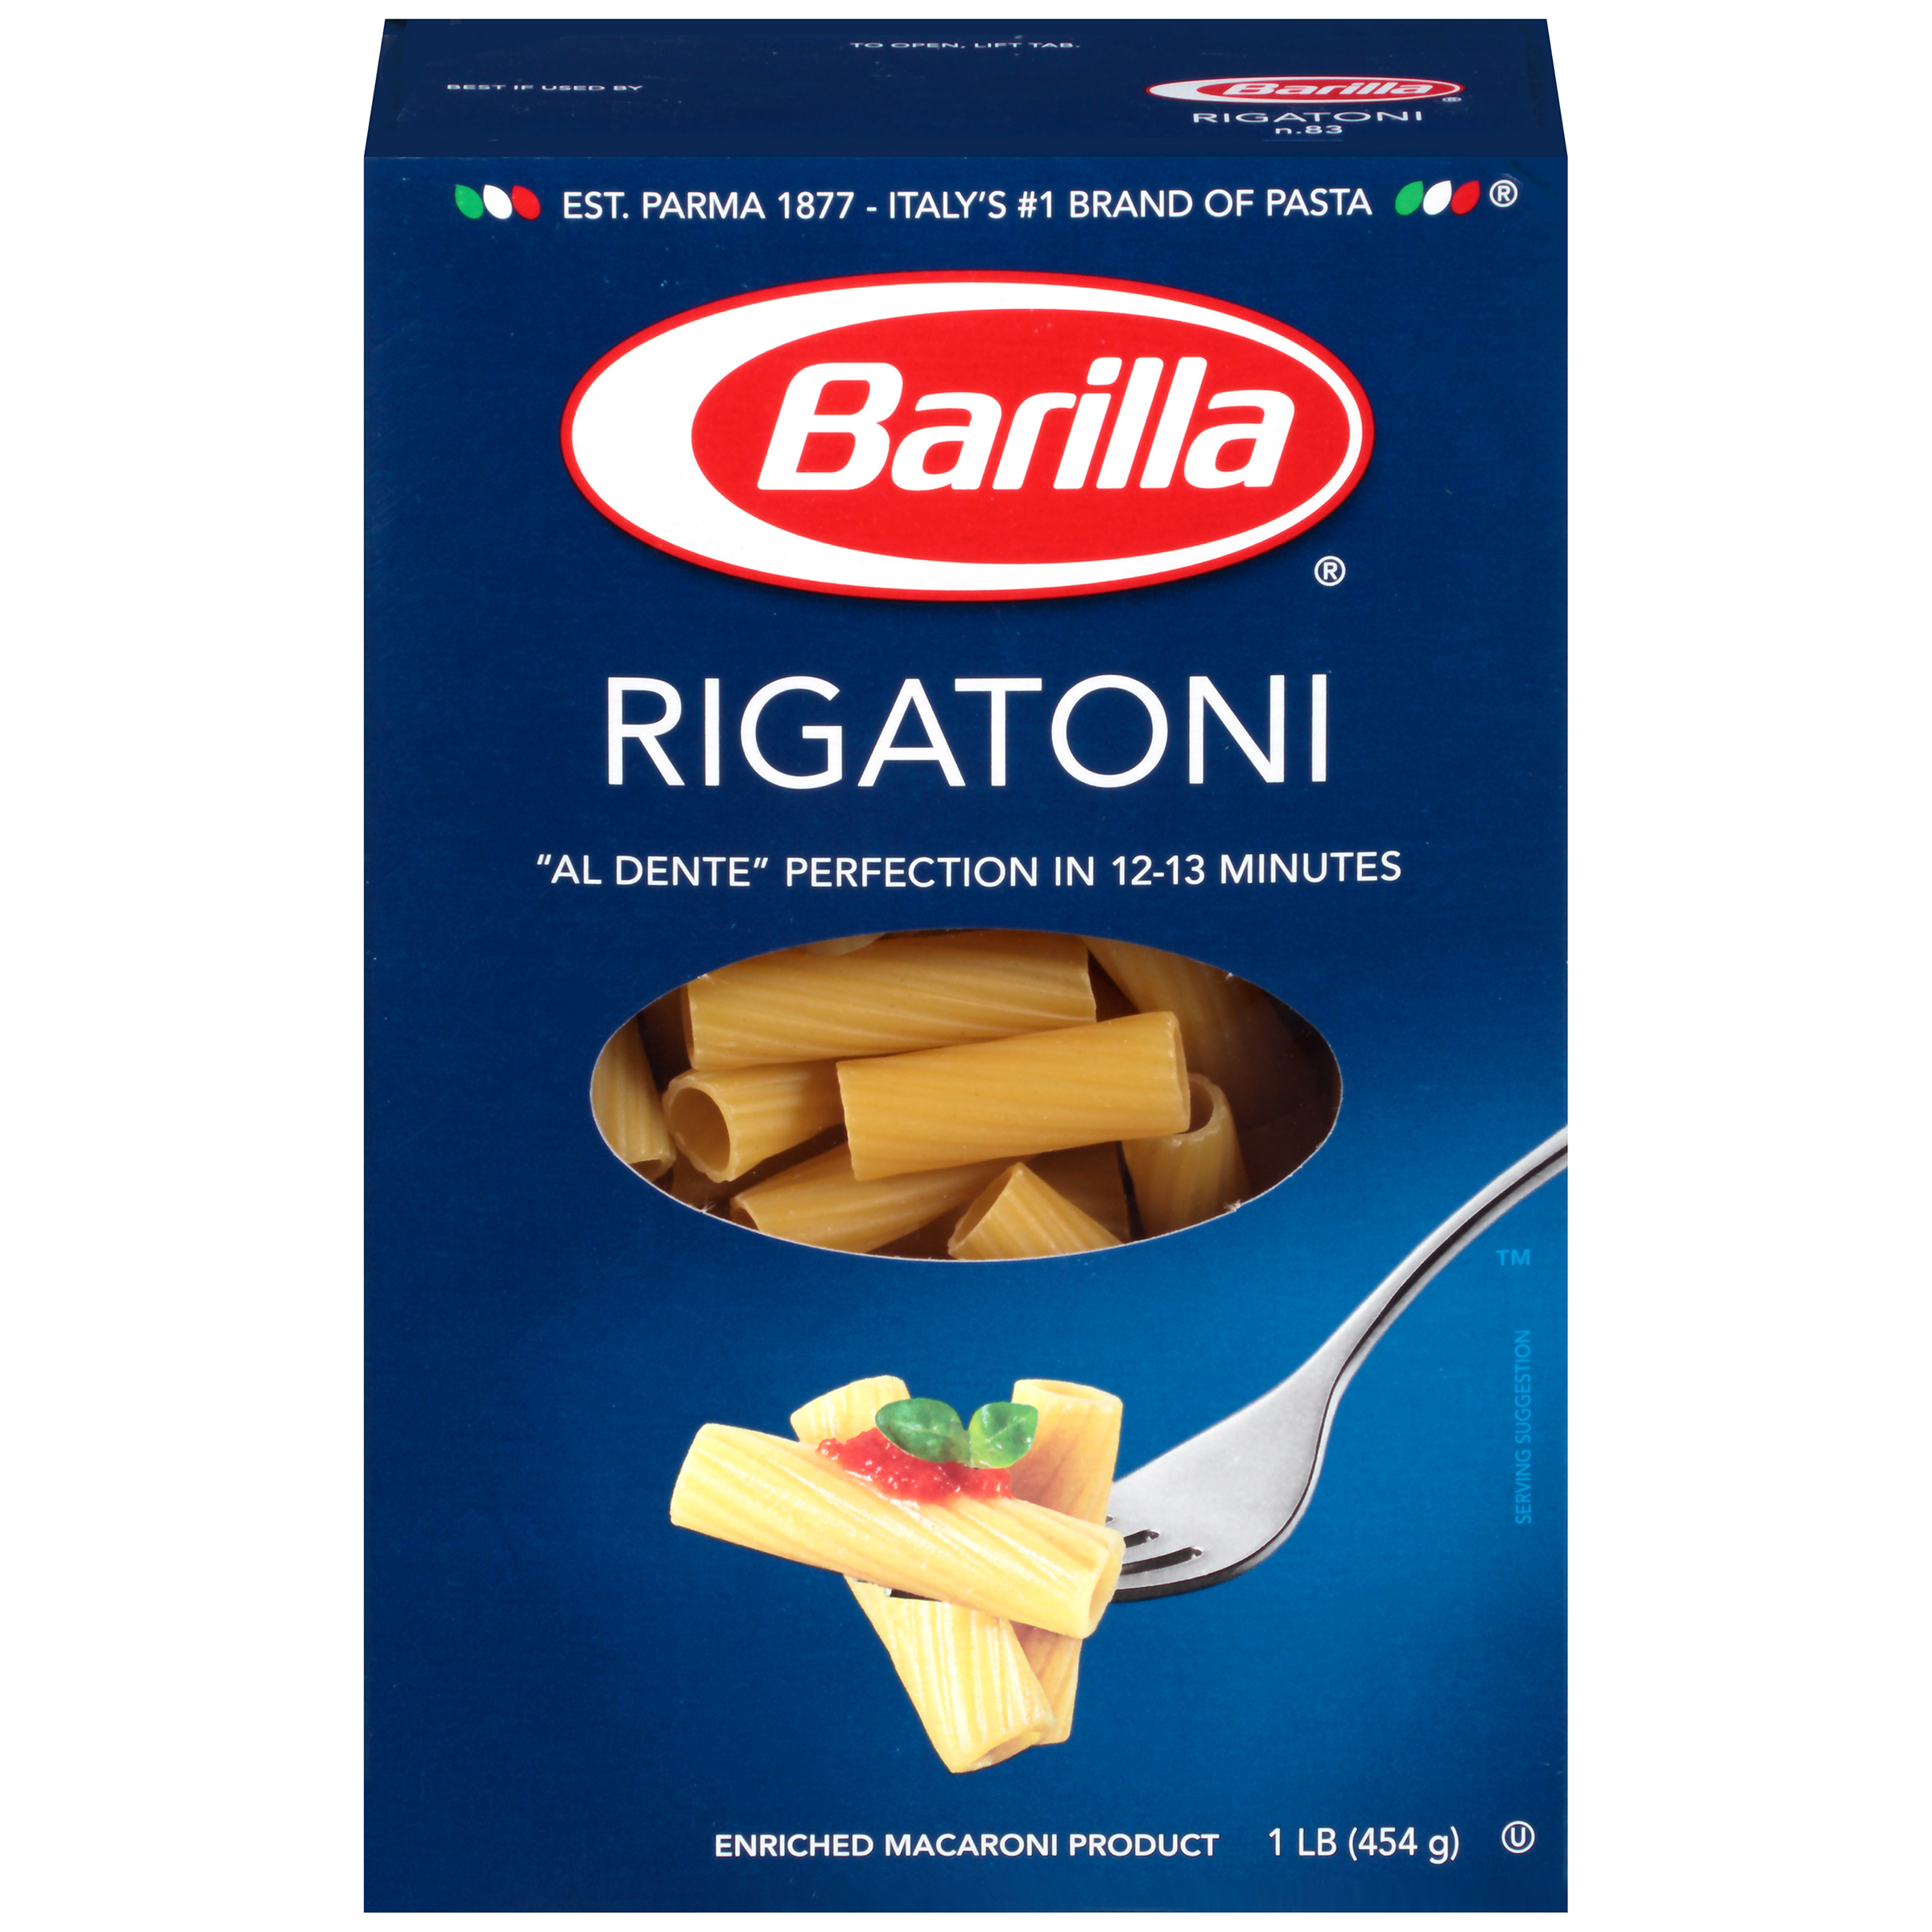 TO OPEN, LIFT TAB.
BEST IF USED BY
Barilla®
RIGATONI
n.83
EST. PARMA 1877 - ITALY'S #1 BRAND OF PASTA ®
Barilla
®
RIGATONI
"AL DENTE" PERFECTION IN 12-13 MINUTES
TM
SERVING SUGGESTION
ENRICHED MACARONI PRODUCT 1 LB (454 g) U